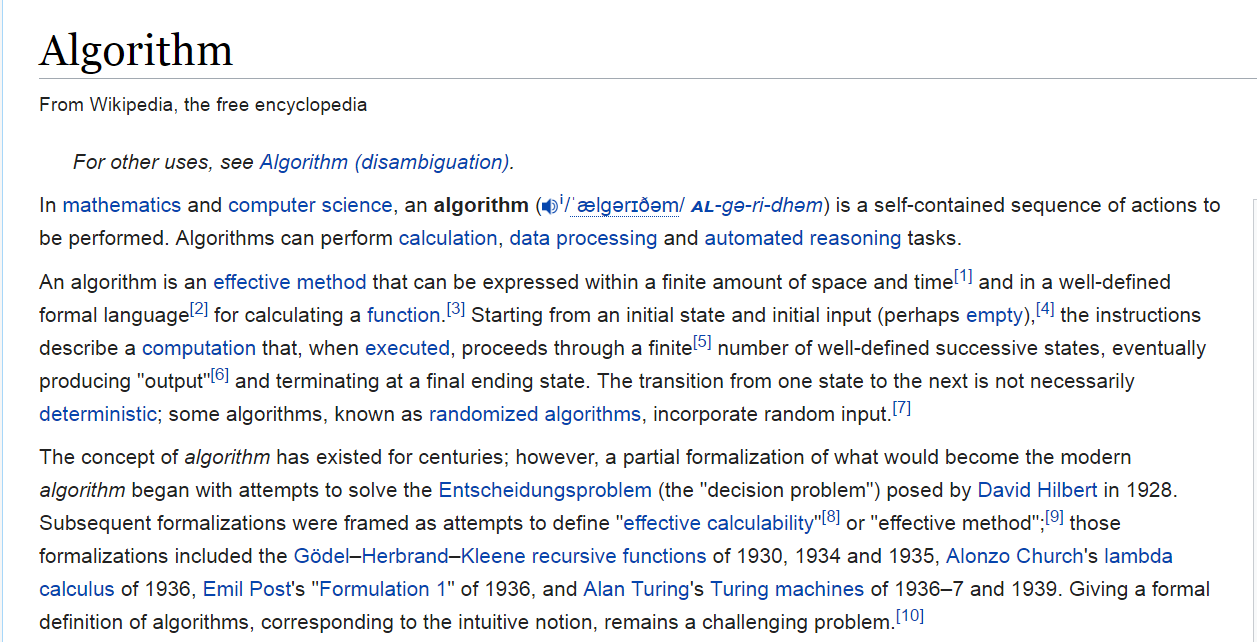 Algorithm
From Wikipedia, the free encyclopedia
For other uses, see Algorithm (disambiguation).
In mathematics and computer science, an algorithm (🔊i/ˈælɡərɪðəm/ AL-gə-ri-dhəm) is a self-contained sequence of actions to
be performed. Algorithms can perform calculation, data processing and automated reasoning tasks.
An algorithm is an effective method that can be expressed within a finite amount of space and time[1] and in a well-defined
formal language[2] for calculating a function.[3] Starting from an initial state and initial input (perhaps empty),[4] the instructions
describe a computation that, when executed, proceeds through a finite[5] number of well-defined successive states, eventually
producing "output"[6] and terminating at a final ending state. The transition from one state to the next is not necessarily
deterministic; some algorithms, known as randomized algorithms, incorporate random input.[7]
The concept of algorithm has existed for centuries; however, a partial formalization of what would become the modern
algorithm began with attempts to solve the Entscheidungsproblem (the "decision problem") posed by David Hilbert in 1928.
Subsequent formalizations were framed as attempts to define "effective calculability"[8] or "effective method";[9] those
formalizations included the Gödel–Herbrand–Kleene recursive functions of 1930, 1934 and 1935, Alonzo Church's lambda
calculus of 1936, Emil Post's "Formulation 1" of 1936, and Alan Turing's Turing machines of 1936–7 and 1939. Giving a formal
definition of algorithms, corresponding to the intuitive notion, remains a challenging problem.[10]